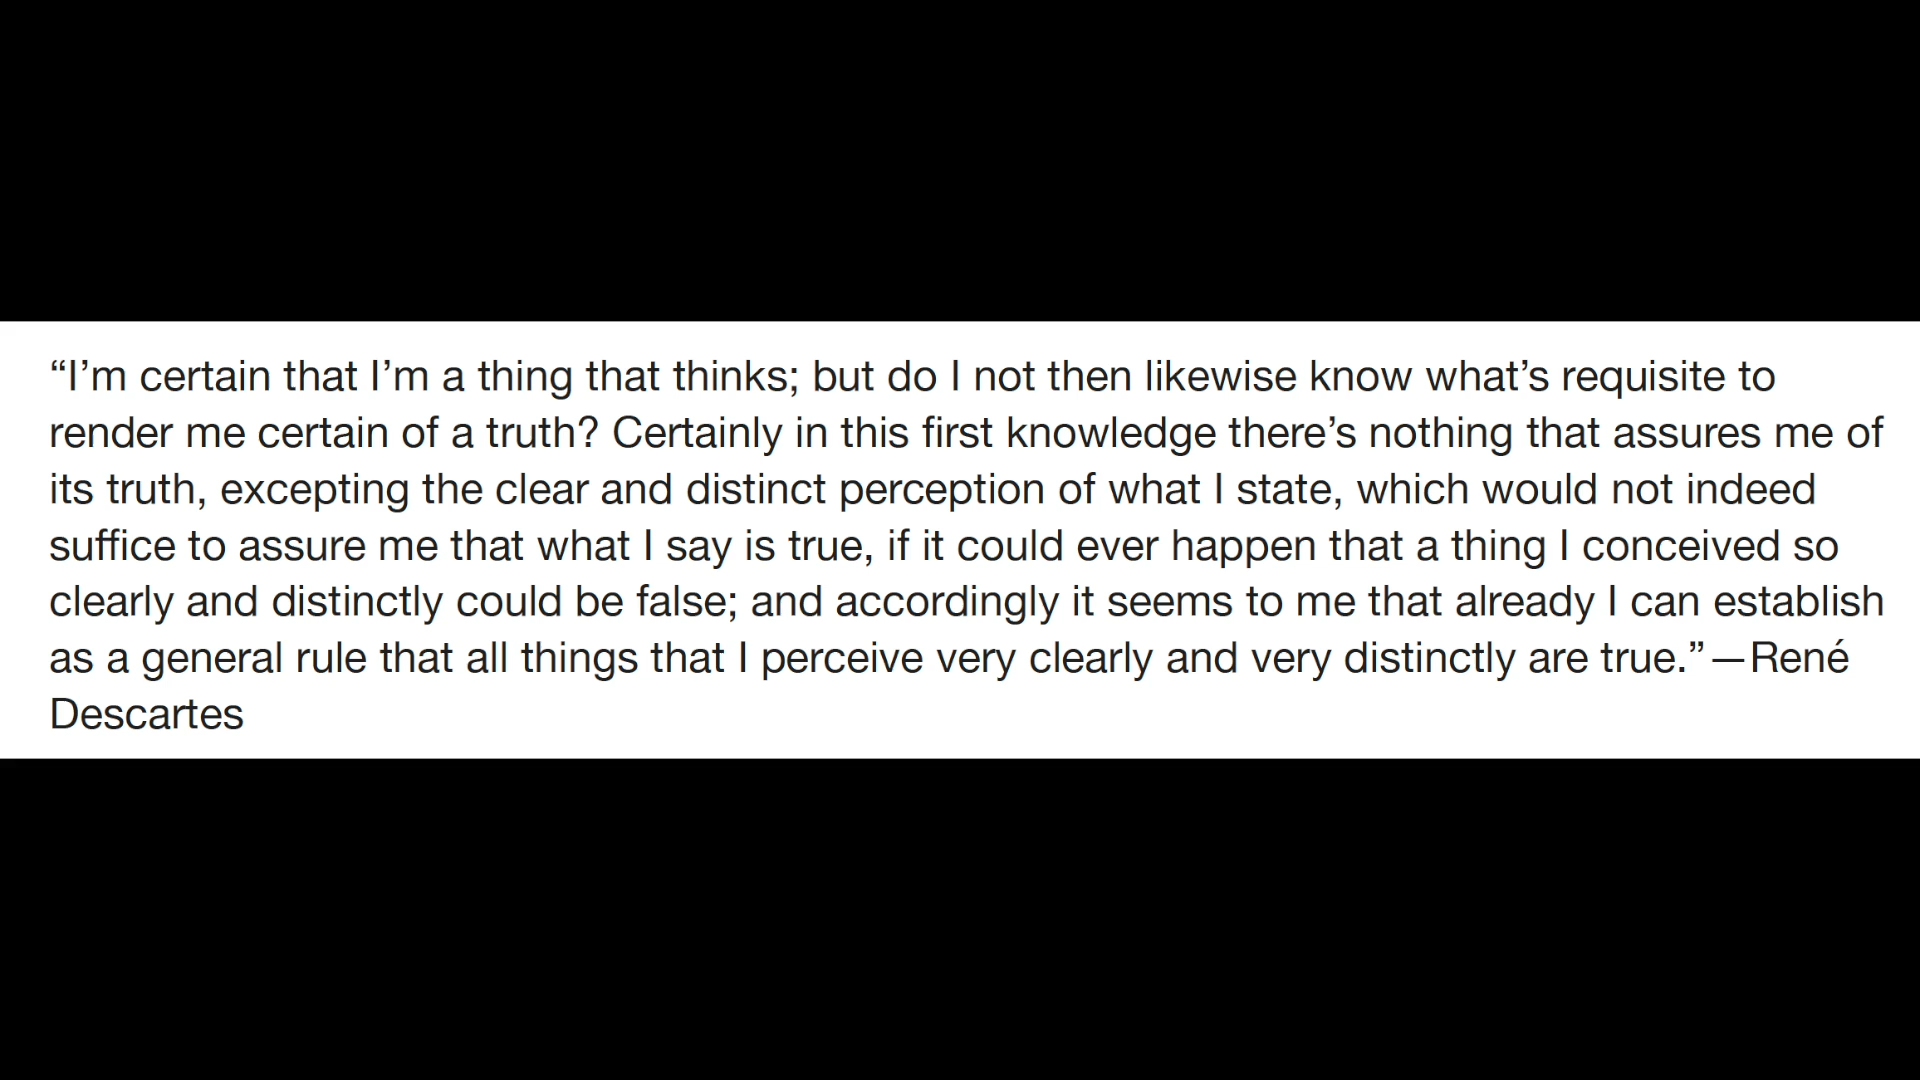 “I’m certain that I’m a thing that thinks; but do I not then likewise know what’s requisite to
render me certain of a truth? Certainly in this first knowledge there’s nothing that assures me of
its truth, excepting the clear and distinct perception of what I state, which would not indeed
suffice to assure me that what I say is true, if it could ever happen that a thing I conceived so
clearly and distinctly could be false; and accordingly it seems to me that already I can establish
as a general rule that all things that I perceive very clearly and very distinctly are true.” —René
Descartes